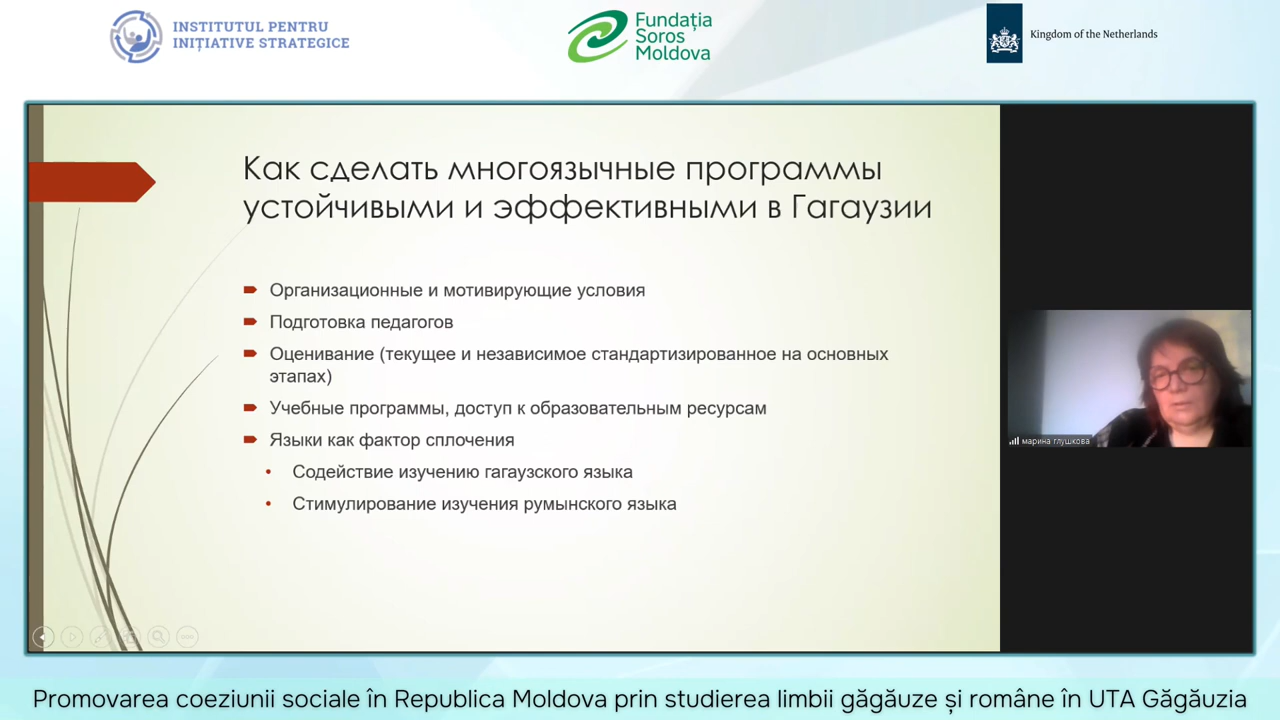 INSTITUTUL PENTRU
INIȚIATIVE STRATEGICE
Fundația
Soros
Moldova
Kingdom of the Netherlands
Как сделать многоязычные программы
устойчивыми и эффективными в Гагаузии
Организационные и мотивирующие условия
Подготовка педагогов
Оценивание (текущее и независимое стандартизированное на основных
этапах)
Учебные программы, доступ к образовательным ресурсам
Языки как фактор сплочения
Содействие изучению гагаузского языка
Стимулирование изучения румынского языка
марина глушкова
Promovarea coeziunii sociale în Republica Moldova prin studierea limbii găgăuze și române în UTA Găgăuzia